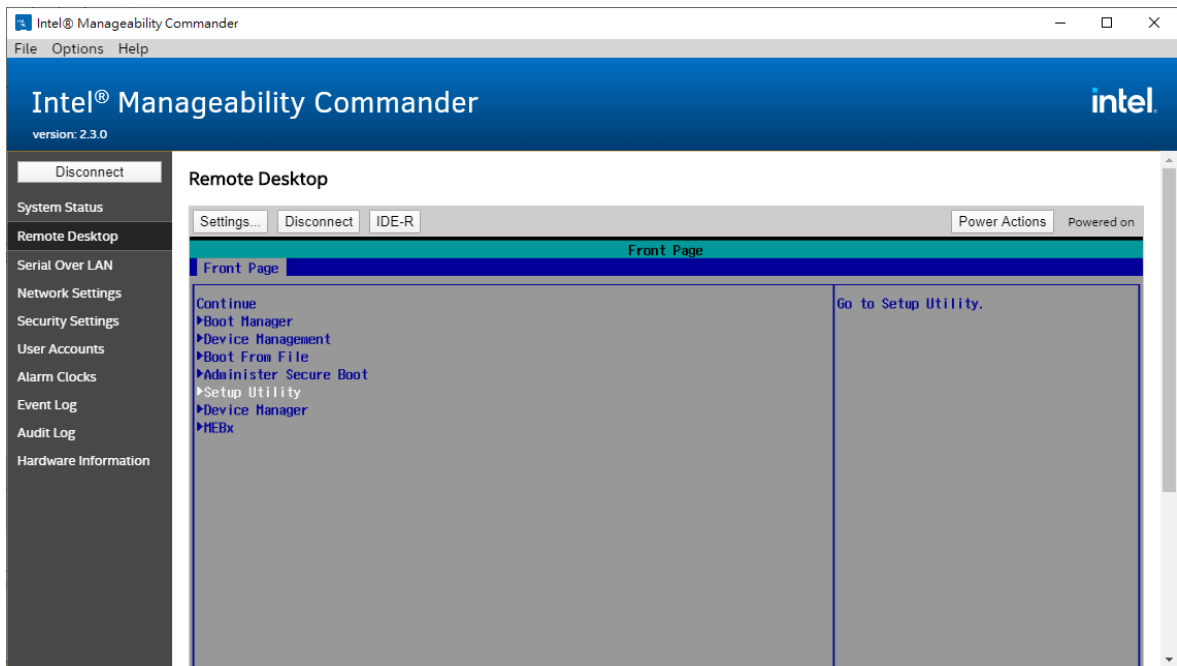 Intel® Manageability Commander
File Options Help
Intel® Manageability Commander
intel.
version: 2.3.0
Disconnect
System Status
Remote Desktop
Serial Over LAN
Network Settings
Security Settings
User Accounts
Alarm Clocks
Event Log
Audit Log
Hardware Information
Remote Desktop
Settings... Disconnect IDE-R Power Actions Powered on
Front Page
Front Page
Continue
Boot Manager
Device Management
Boot From File
Administer Secure Boot
Setup Utility
Device Manager
MEBx
Go to Setup Utility.